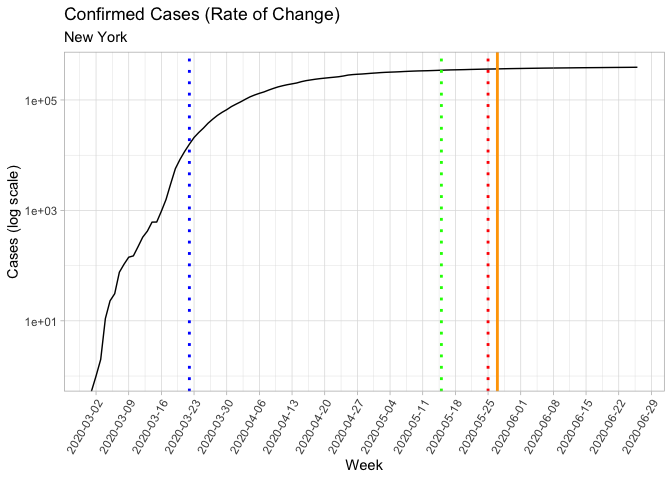 Confirmed Cases (Rate of Change)
New York
Cases (log scale)
1e+05
1e+03
1e+01
2020-03-02
2020-03-09
2020-03-16
2020-03-23
2020-03-30
2020-04-06
2020-04-13
2020-04-20
2020-04-27
2020-05-04
2020-05-11
2020-05-18
2020-05-25
2020-06-01
2020-06-08
2020-06-15
2020-06-22
2020-06-29
Week